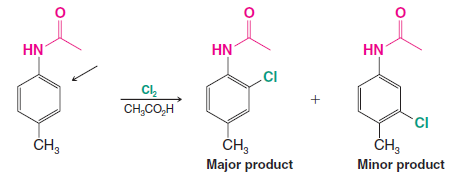 O
HN
CH₃
Cl₂
CH₃CO₂H
O
HN
Cl
CH₃
Major product
+
O
HN
Cl
CH₃
Minor product